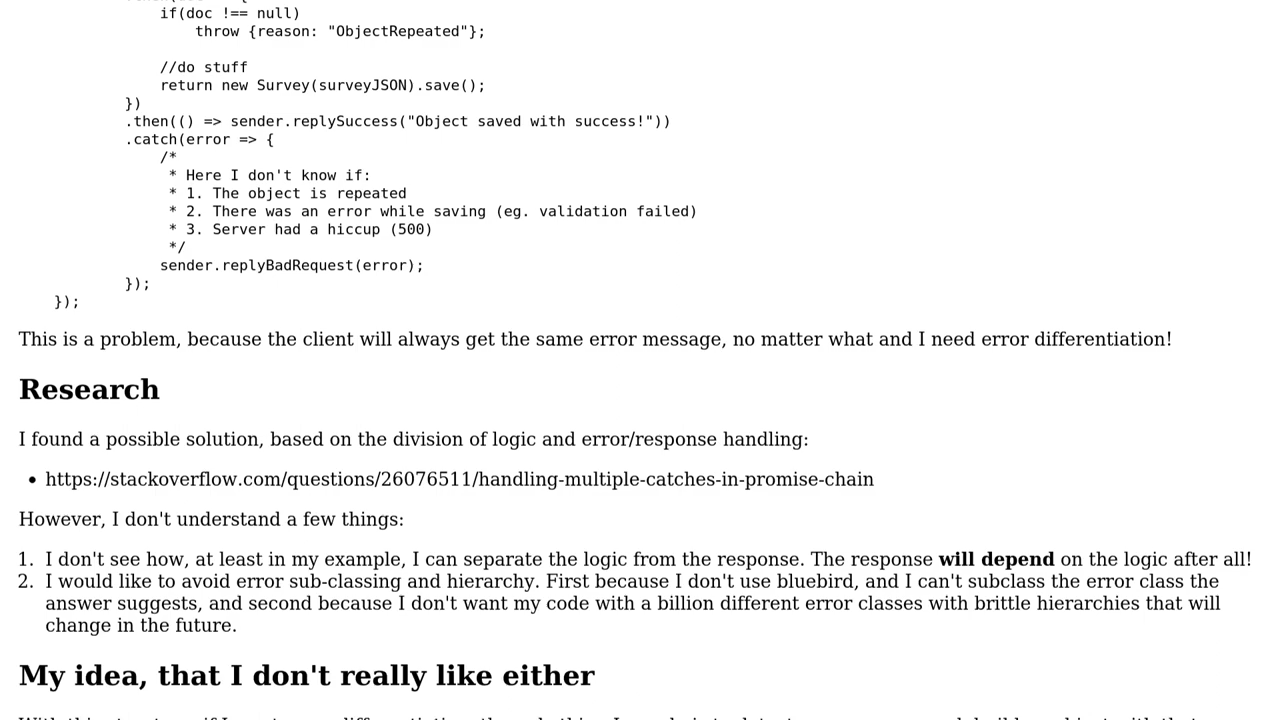 if(doc !== null)
throw {reason: "ObjectRepeated"};
//do stuff
return new Survey(surveyJSON).save();
})
.then(() => sender.replySuccess("Object saved with success!"))
.catch(error => {
/*
* Here I don't know if:
* 1. The object is repeated
* 2. There was an error while saving (eg. validation failed)
* 3. Server had a hiccup (500)
*/
sender.replyBadRequest(error);
});
});
This is a problem, because the client will always get the same error message, no matter what and I need error differentiation!
Research
I found a possible solution, based on the division of logic and error/response handling:
• https://stackoverflow.com/questions/26076511/handling-multiple-catches-in-promise-chain
However, I don't understand a few things:
1. I don't see how, at least in my example, I can separate the logic from the response. The response will depend on the logic after all!
2. I would like to avoid error sub-classing and hierarchy. First because I don't use bluebird, and I can't subclass the error class the
answer suggests, and second because I don't want my code with a billion different error classes with brittle hierarchies that will
change in the future.
My idea, that I don't really like either